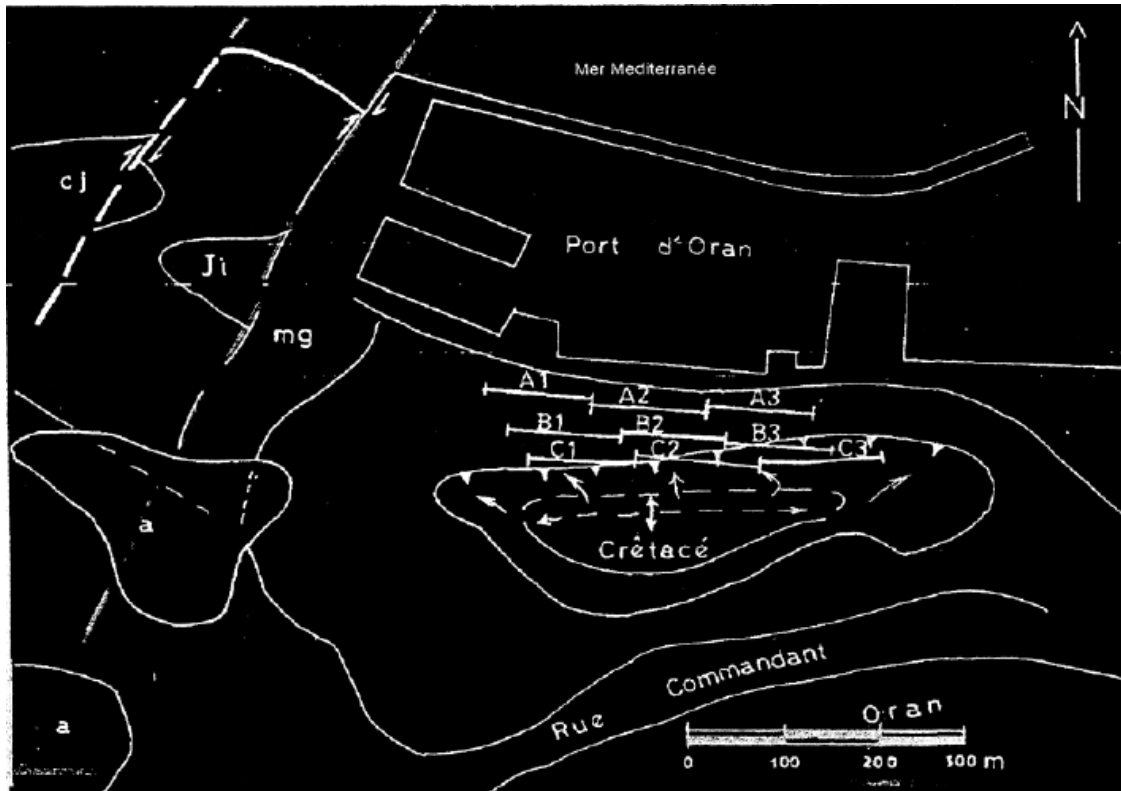 Mer Mediterranée
N
cj
Port d'Oran
Ji
mg
A1
A2
A3
B1
B2
B3
C1
C2
C3
a
Crêtacé
Rue Commandant
a
Oran
0 100 200 300 m